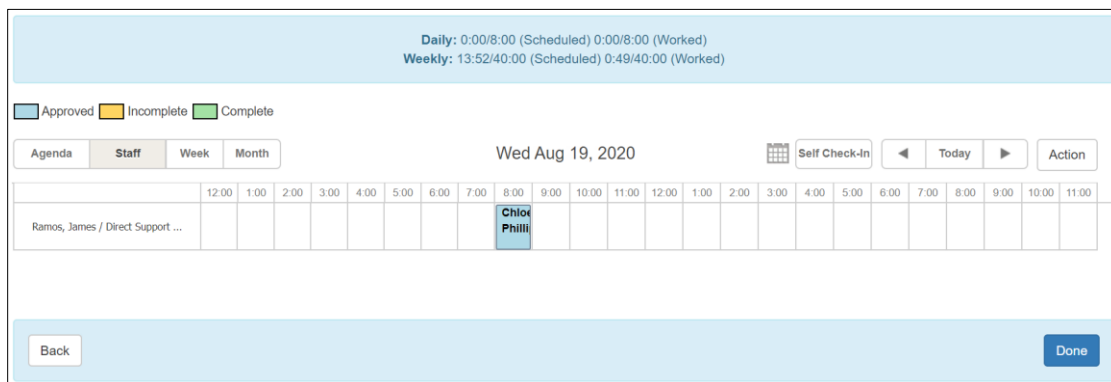 Daily: 0:00/8:00 (Scheduled) 0:00/8:00 (Worked)
Weekly: 13:52/40:00 (Scheduled) 0:49/40:00 (Worked)
Approved Incomplete Complete
Agenda Staff Week Month Wed Aug 19, 2020 Self Check-In Today Action
12:00 1:00 2:00 3:00 4:00 5:00 6:00 7:00 8:00 9:00 10:00 11:00 12:00 1:00 2:00 3:00 4:00 5:00 6:00 7:00 8:00 9:00 10:00 11:00
Chloe
Ramos, James / Direct Support ... Philli
Back Done